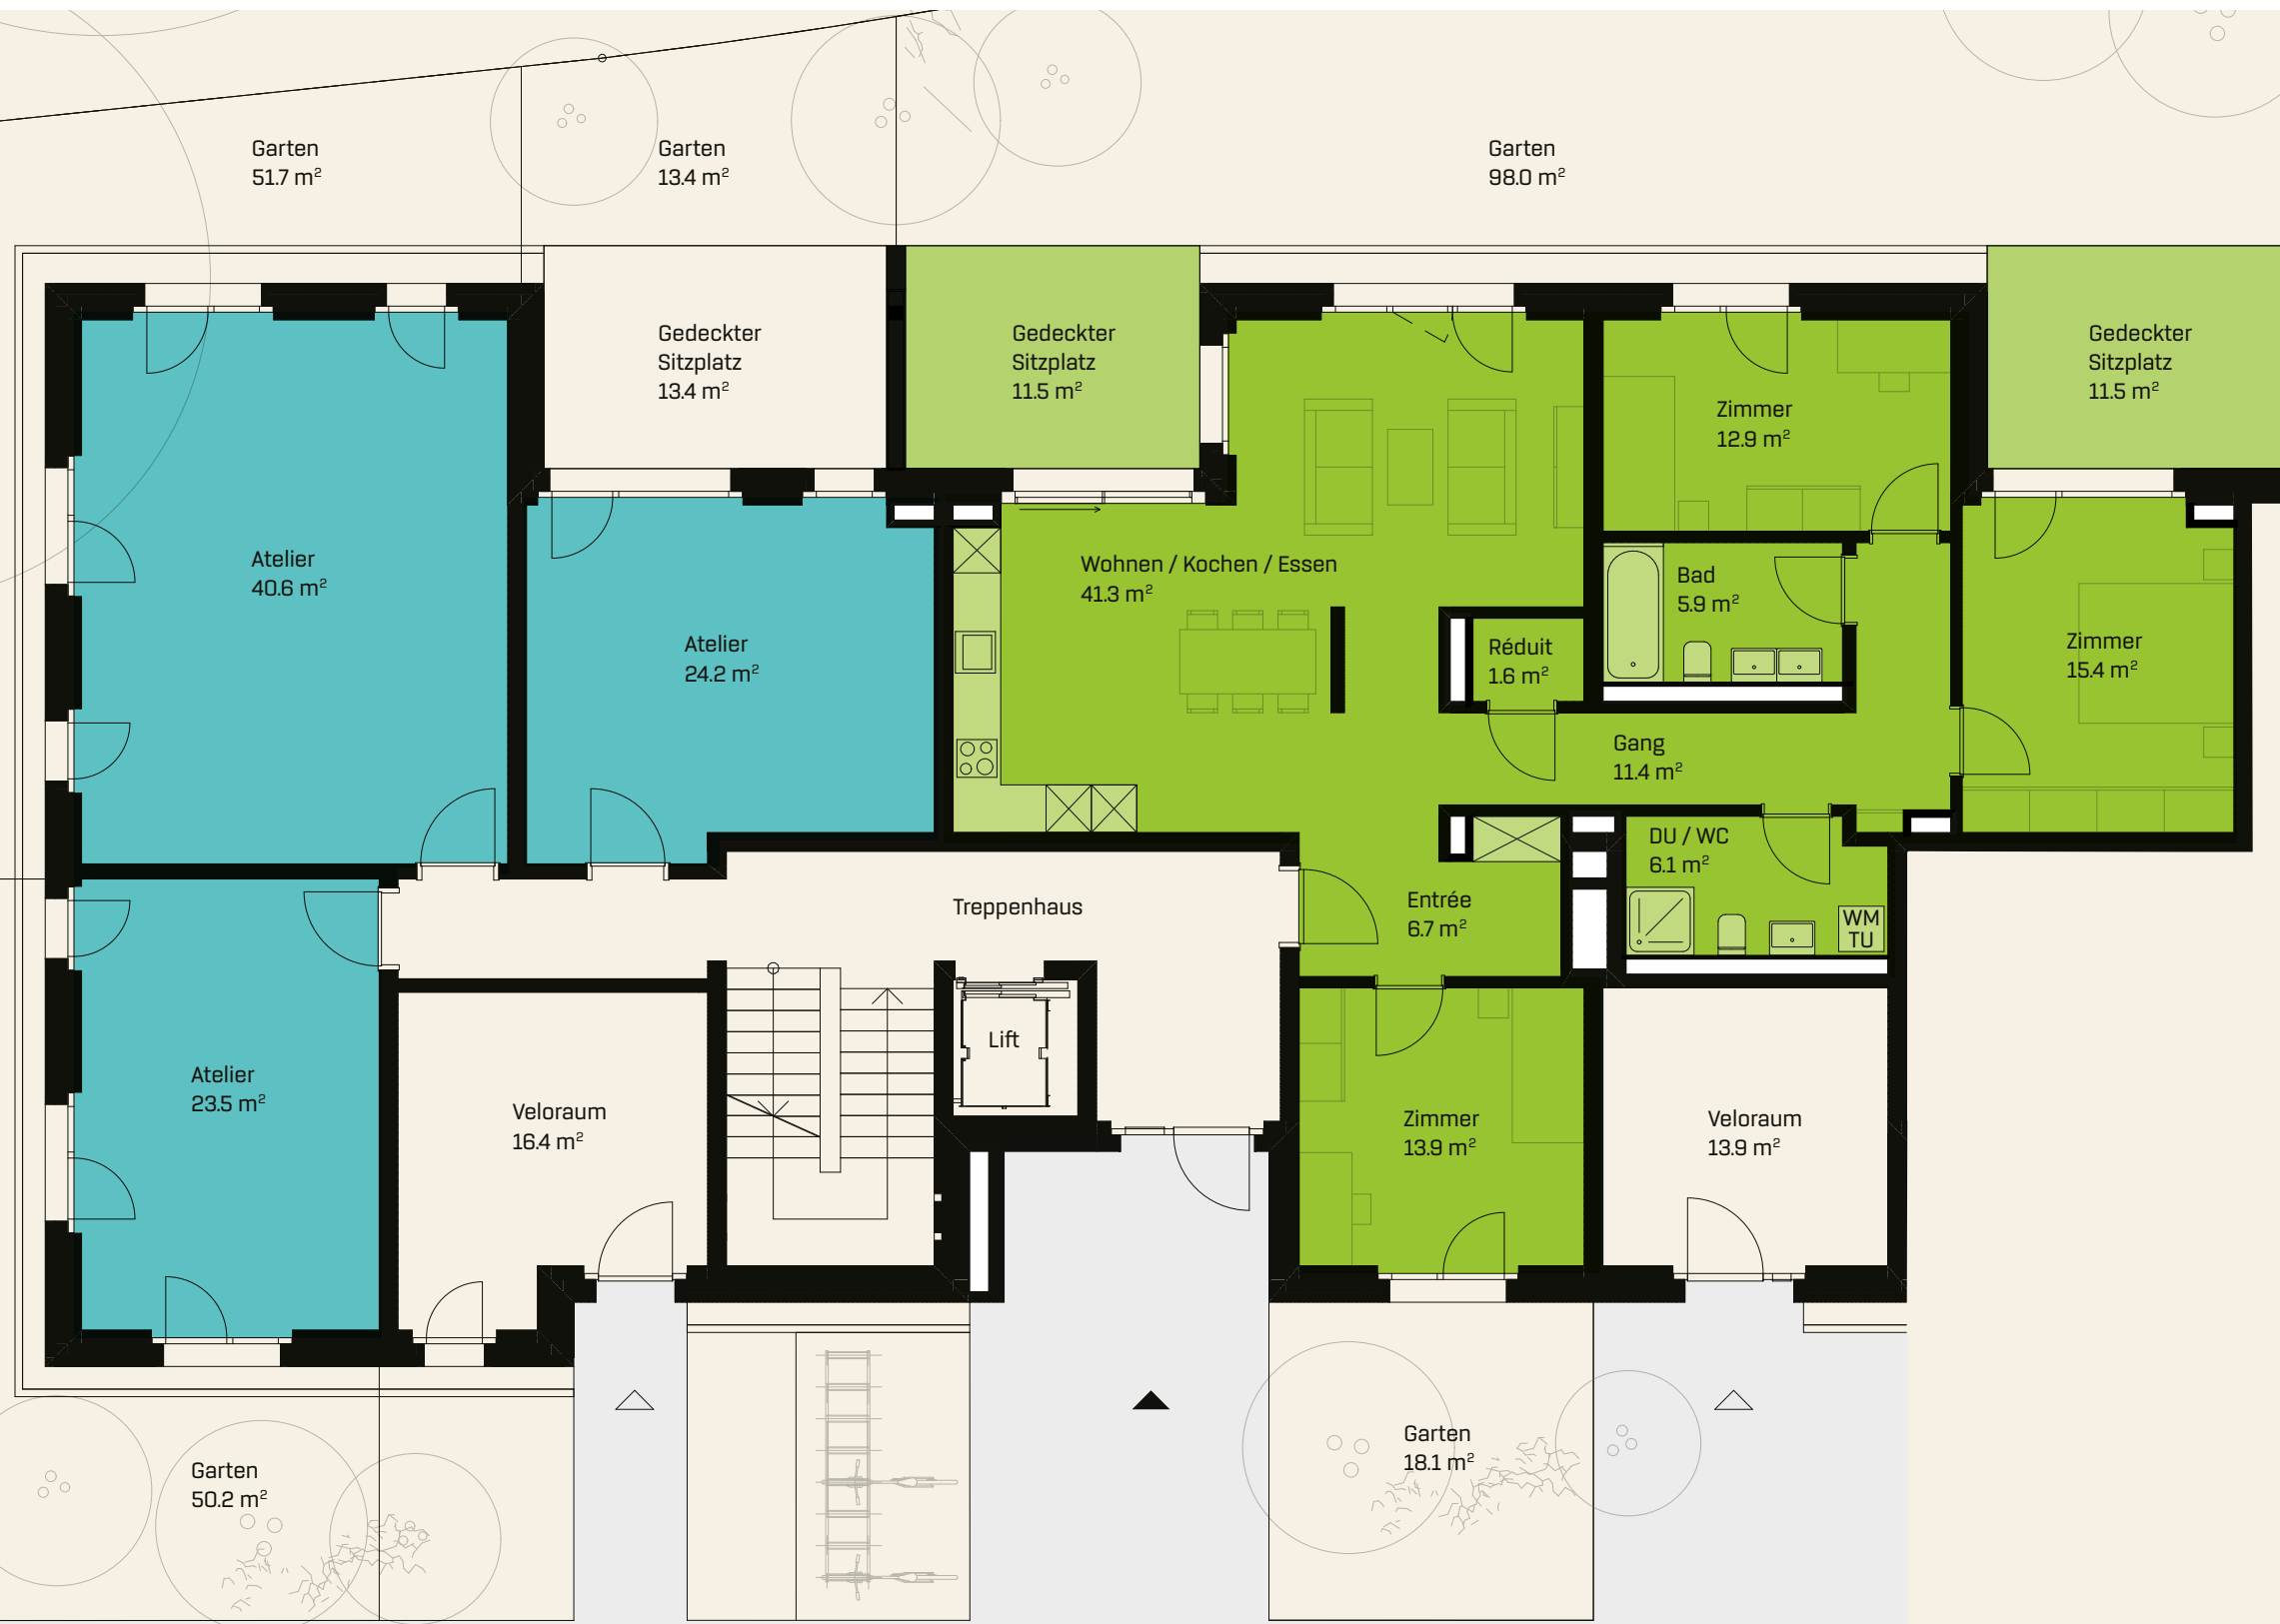 Garten
51.7 m²
Garten
13.4 m²
Garten
98.0 m²
Gedeckter
Sitzplatz
13.4 m²
Gedeckter
Sitzplatz
11.5 m²
Gedeckter
Sitzplatz
11.5 m²
Zimmer
12.9 m²
Atelier
40.6 m²
Wohnen / Kochen / Essen
41.3 m²
Bad
5.9 m²
Atelier
24.2 m²
Réduit
1.6 m²
Zimmer
15.4 m²
Gang
11.4 m²
DU / WC
6.1 m²
Treppenhaus
Entrée
6.7 m²
WM
TU
Lift
Atelier
23.5 m²
Veloraum
16.4 m²
Zimmer
13.9 m²
Veloraum
13.9 m²
Garten
18.1 m²
Garten
50.2 m²